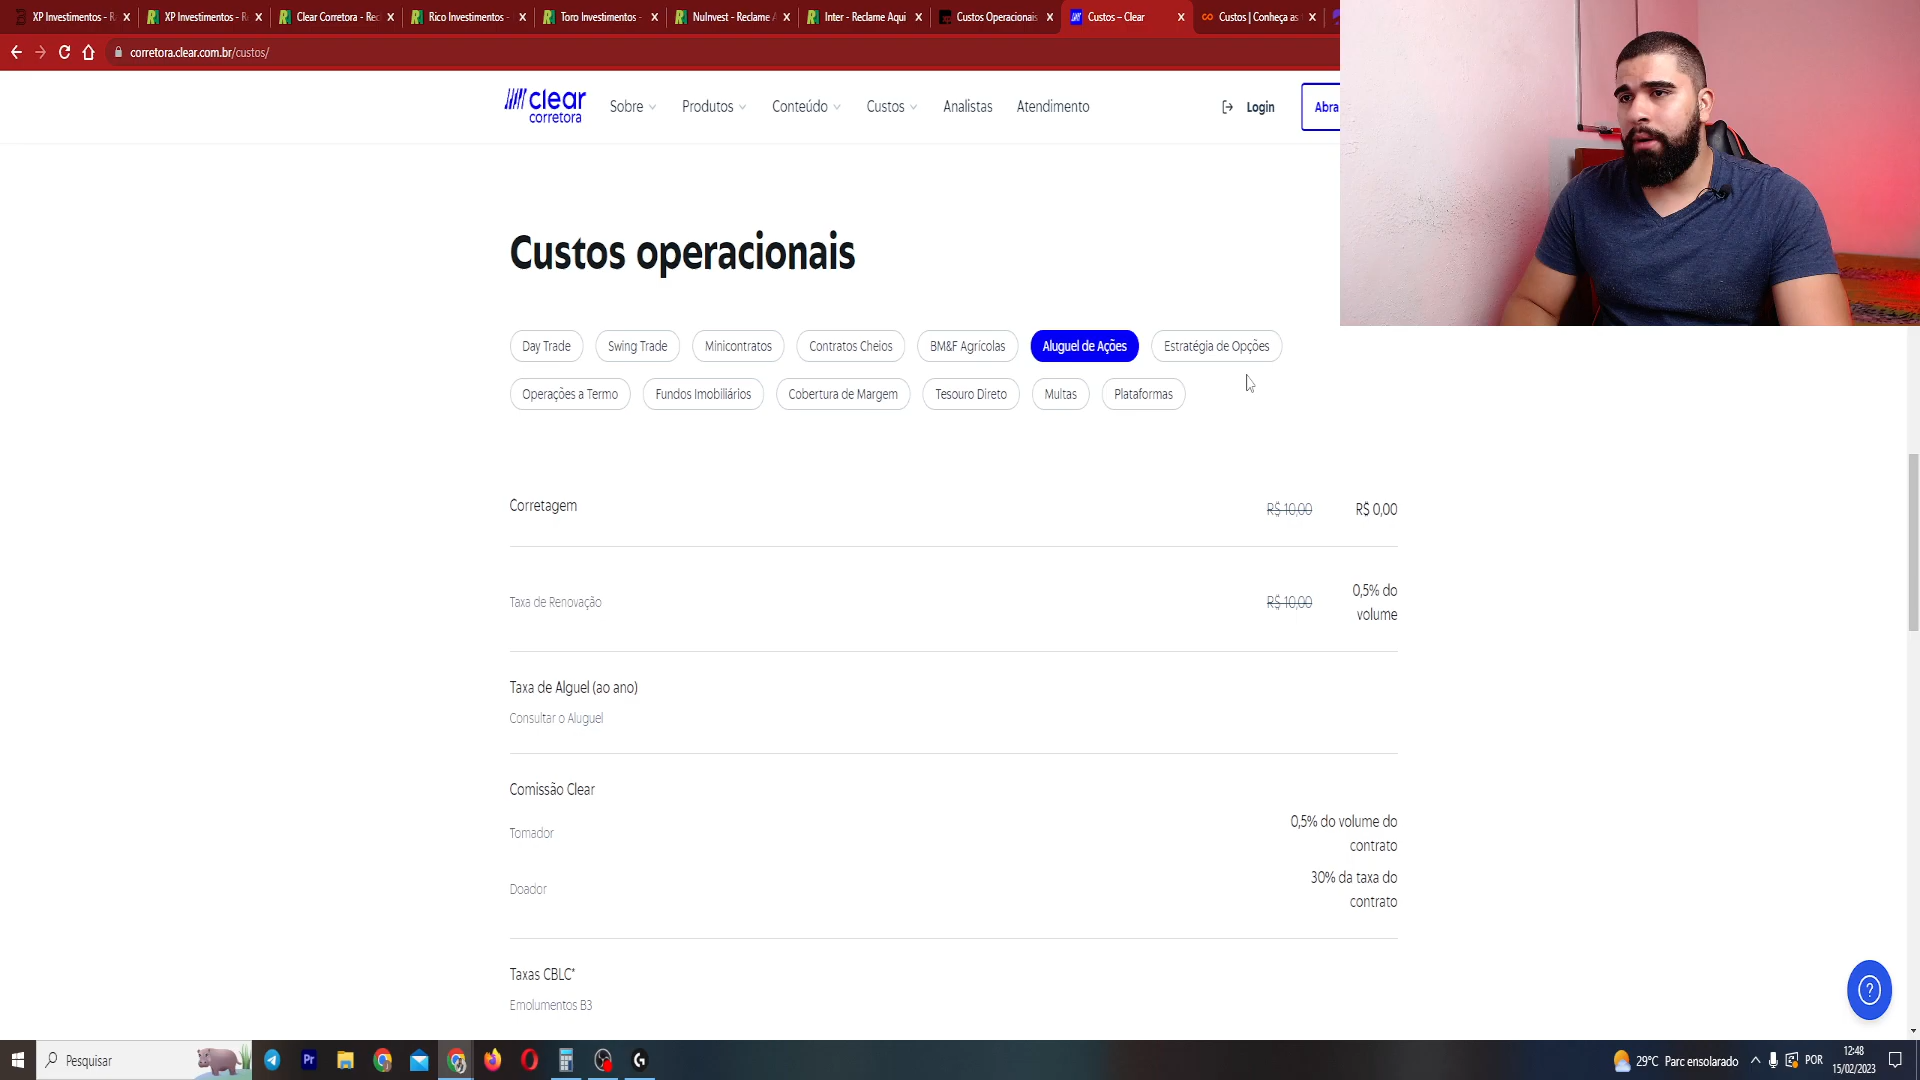 XP Investimentos - R
XP Investimentos - R
Clear Corretora - Rec
Rico Investimentos -
Toro Investimentos -
NuInvest - Reclame A
Inter - Reclame Aqui
Custos Operacionais
Custos – Clear
Custos | Conheça as
corretora.clear.com.br/custos/
clear
corretora
Sobre
Produtos
Conteúdo
Custos
Analistas
Atendimento
Login
Abra
Custos operacionais
Day Trade
Swing Trade
Minicontratos
Contratos Cheios
BM&F Agrícolas
Aluguel de Ações
Estratégia de Opções
Operações a Termo
Fundos Imobiliários
Cobertura de Margem
Tesouro Direto
Multas
Plataformas
Corretagem
R$ 10,00
R$ 0,00
Taxa de Renovação
R$ 10,00
0,5% do
volume
Taxa de Alguel (ao ano)
Consultar o Aluguel
Comissão Clear
Tomador
0,5% do volume do
contrato
Doador
30% da taxa do
contrato
Taxas CBLC*
Emolumentos B3
?
Pesquisar
Pr
29°C Parc ensolarado
POR
12:48
15/02/2023